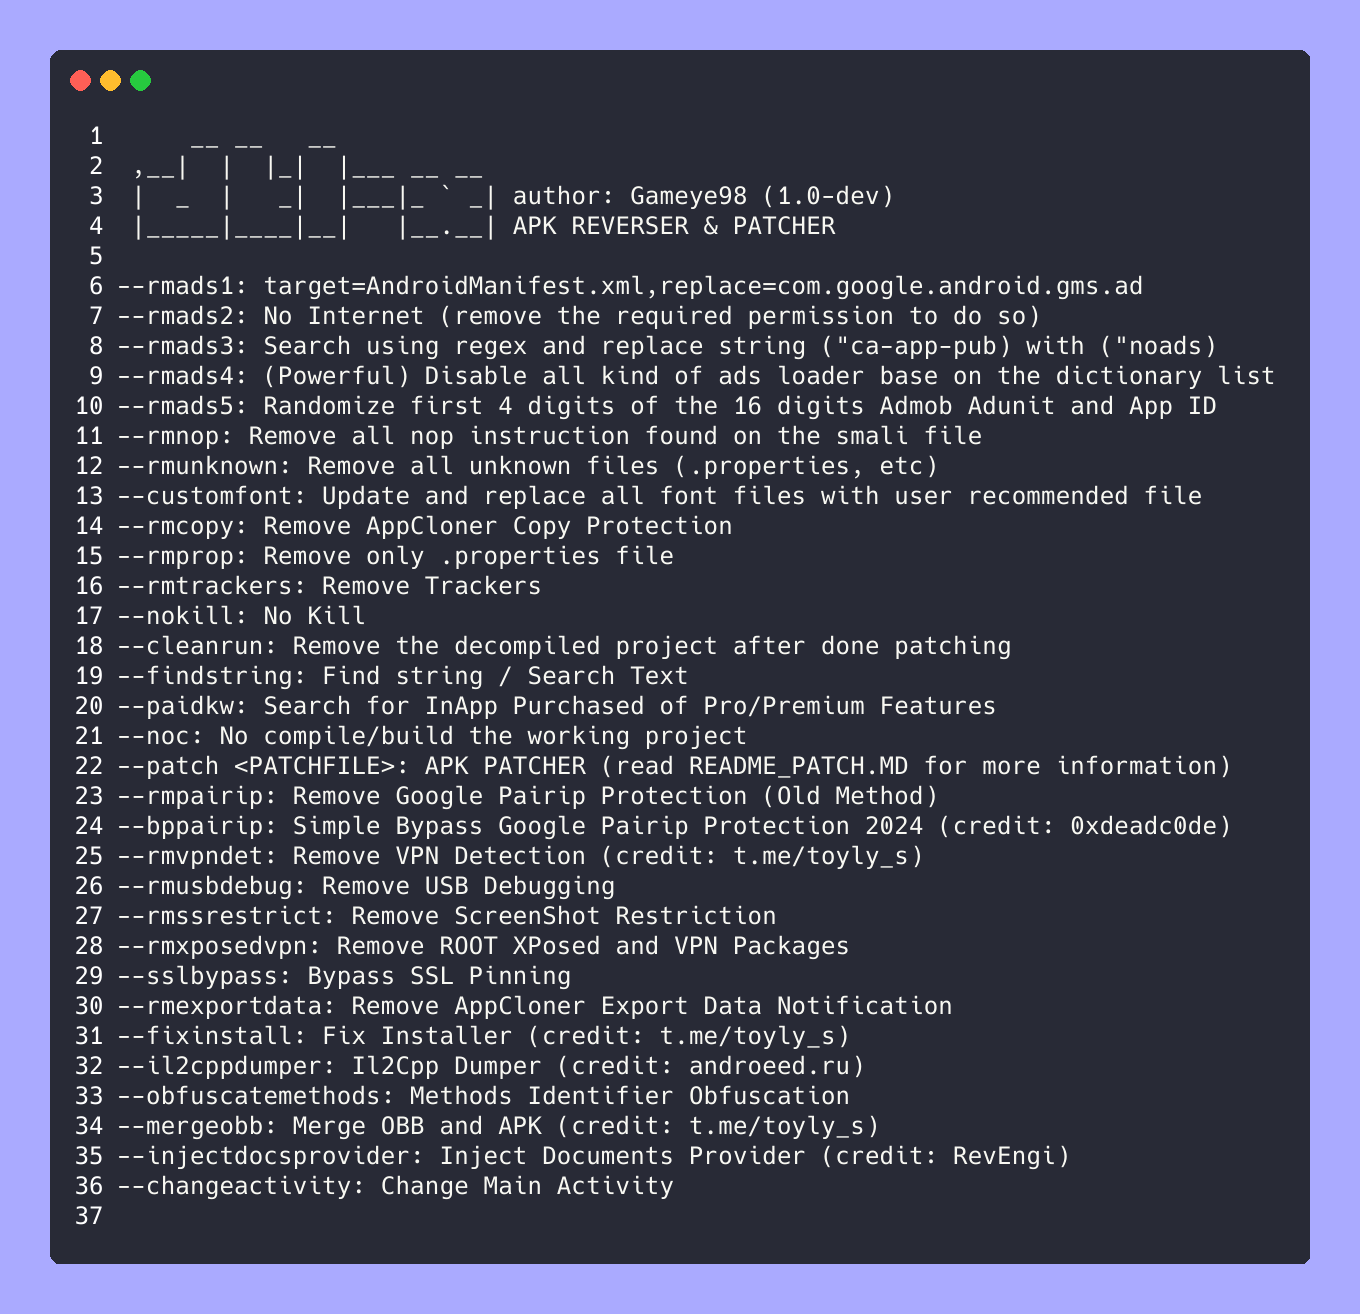 1      __ __   __
2  ,__|  |  |_|  |___ __ __
3  |  _  |   _|  |___|_ ` _| author: Gameye98 (1.0-dev)
4  |_____|____|__|   |__.__| APK REVERSER & PATCHER
5
6 --rmads1: target=AndroidManifest.xml,replace=com.google.android.gms.ad
7 --rmads2: No Internet (remove the required permission to do so)
8 --rmads3: Search using regex and replace string ("ca-app-pub) with ("noads)
9 --rmads4: (Powerful) Disable all kind of ads loader base on the dictionary list
10 --rmads5: Randomize first 4 digits of the 16 digits Admob Adunit and App ID
11 --rmnop: Remove all nop instruction found on the smali file
12 --rmunknown: Remove all unknown files (.properties, etc)
13 --customfont: Update and replace all font files with user recommended file
14 --rmcopy: Remove AppCloner Copy Protection
15 --rmprop: Remove only .properties file
16 --rmtrackers: Remove Trackers
17 --nokill: No Kill
18 --cleanrun: Remove the decompiled project after done patching
19 --findstring: Find string / Search Text
20 --paidkw: Search for InApp Purchased of Pro/Premium Features
21 --noc: No compile/build the working project
22 --patch <PATCHFILE>: APK PATCHER (read README_PATCH.MD for more information)
23 --rmpairip: Remove Google Pairip Protection (Old Method)
24 --bppairip: Simple Bypass Google Pairip Protection 2024 (credit: 0xdeadc0de)
25 --rmvpndet: Remove VPN Detection (credit: t.me/toyly_s)
26 --rmusbdebug: Remove USB Debugging
27 --rmssrestrict: Remove ScreenShot Restriction
28 --rmxposedvpn: Remove ROOT XPosed and VPN Packages
29 --sslbypass: Bypass SSL Pinning
30 --rmexportdata: Remove AppCloner Export Data Notification
31 --fixinstall: Fix Installer (credit: t.me/toyly_s)
32 --il2cppdumper: Il2Cpp Dumper (credit: androeed.ru)
33 --obfuscatemethods: Methods Identifier Obfuscation
34 --mergeobb: Merge OBB and APK (credit: t.me/toyly_s)
35 --injectdocsprovider: Inject Documents Provider (credit: RevEngi)
36 --changeactivity: Change Main Activity
37